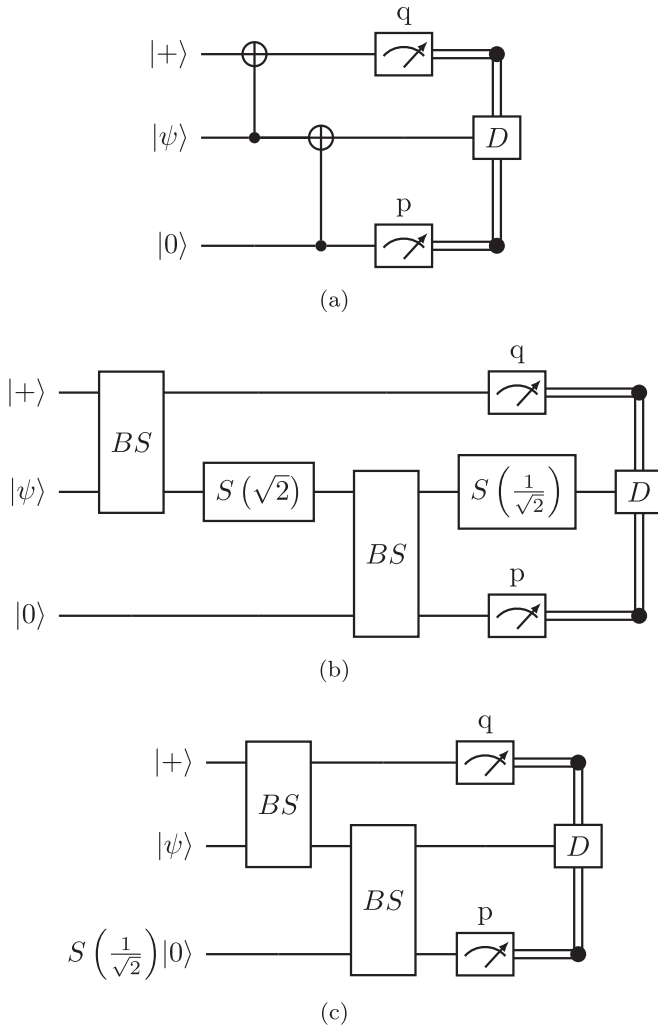 q
|+⟩
|ψ⟩
D
|0⟩
p
(a)
q
|+⟩
BS
|ψ⟩
S(√2)
S(1/√2)
D
BS
p
|0⟩
(b)
q
|+⟩
BS
|ψ⟩
D
BS
p
S(1/√2)|0⟩
(c)